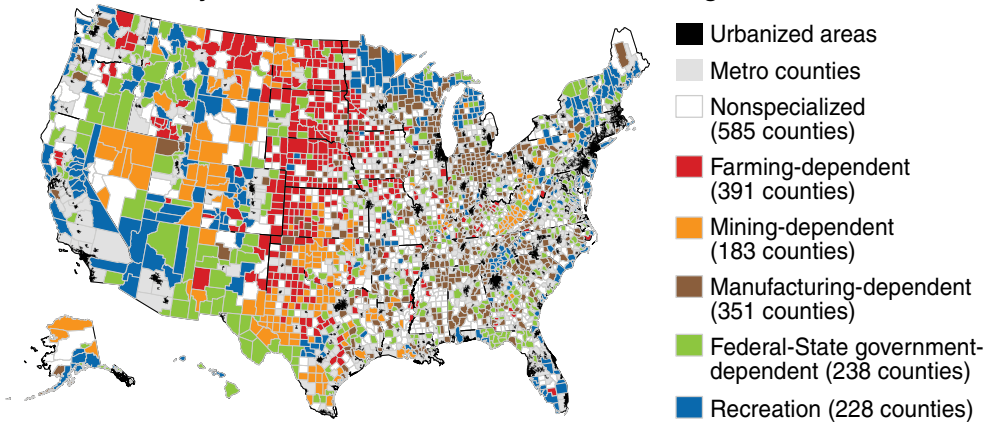 Urbanized areas
Metro counties
Nonspecialized
(585 counties)
Farming-dependent
(391 counties)
Mining-dependent
(183 counties)
Manufacturing-dependent
(351 counties)
Federal-State government-
dependent (238 counties)
Recreation (228 counties)